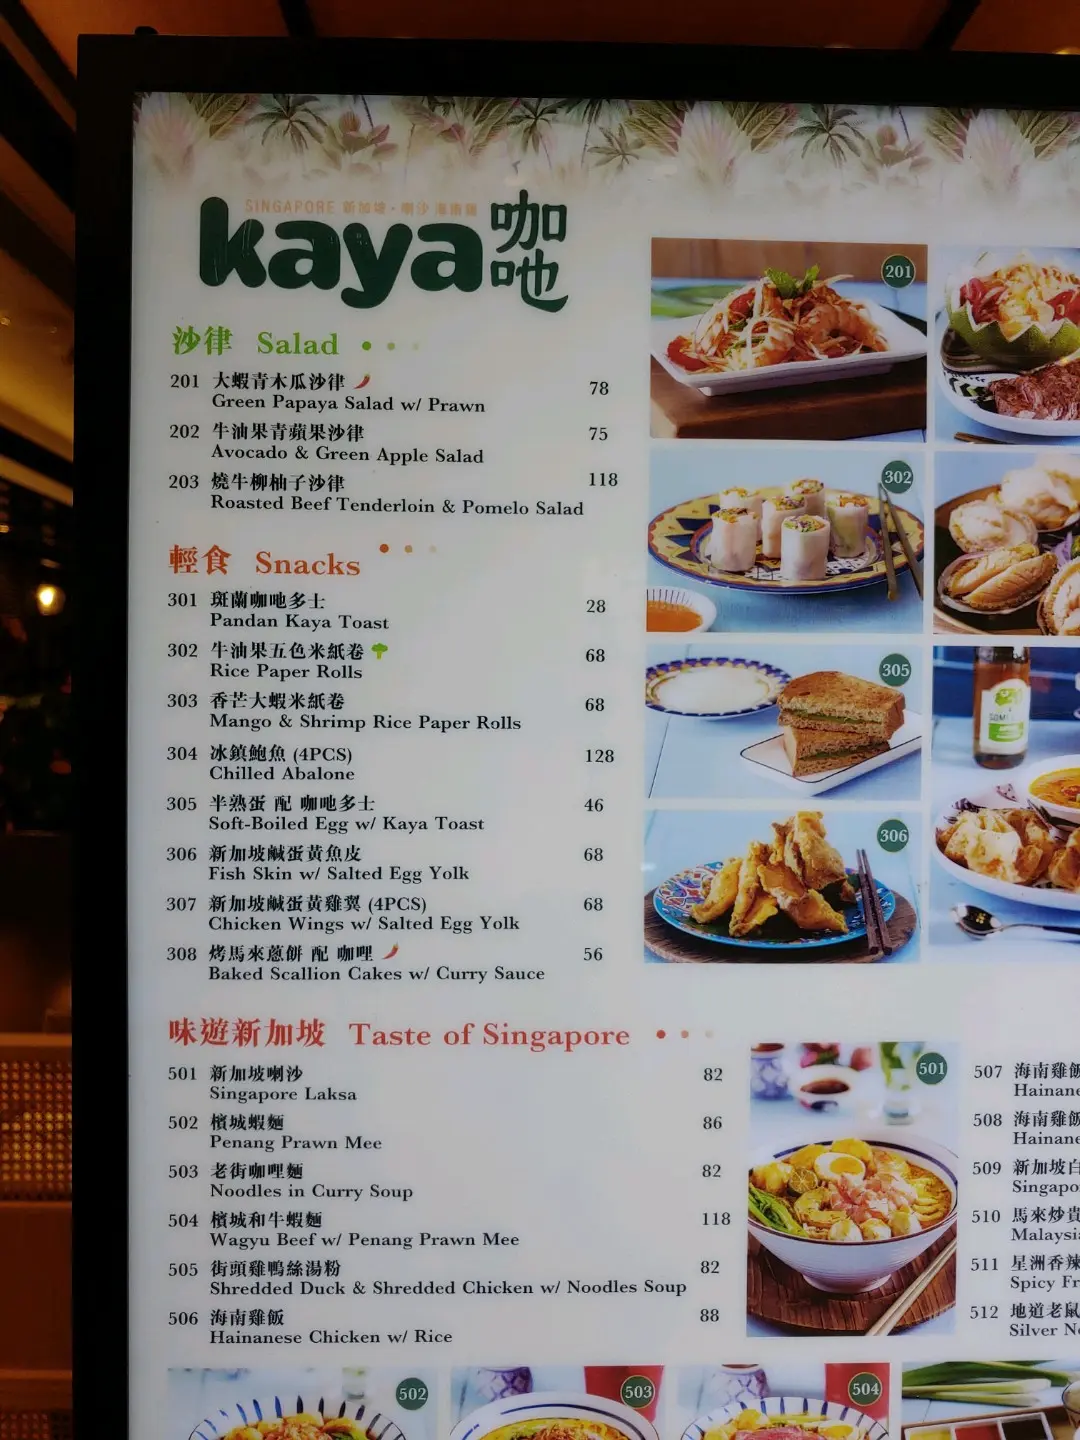 SINGAPORE 新加坡·喇沙 海南雞
kaya 咖吔
沙律 Salad
201 大蝦青木瓜沙律 78
Green Papaya Salad w/ Prawn
202 牛油果青蘋果沙律 75
Avocado & Green Apple Salad
203 燒牛柳柚子沙律 118
Roasted Beef Tenderloin & Pomelo Salad
輕食 Snacks
301 斑蘭咖吔多士 28
Pandan Kaya Toast
302 牛油果五色米紙卷 68
Rice Paper Rolls
303 香芒大蝦米紙卷 68
Mango & Shrimp Rice Paper Rolls
304 冰鎮鮑魚 (4PCS) 128
Chilled Abalone
305 半熟蛋 配 咖吔多士 46
Soft-Boiled Egg w/ Kaya Toast
306 新加坡鹹蛋黃魚皮 68
Fish Skin w/ Salted Egg Yolk
307 新加坡鹹蛋黃雞翼 (4PCS) 68
Chicken Wings w/ Salted Egg Yolk
308 烤馬來蔥餅 配 咖哩 56
Baked Scallion Cakes w/ Curry Sauce
201
302
305
306
味遊新加坡 Taste of Singapore
501 新加坡喇沙 82
Singapore Laksa
502 檳城蝦麵 86
Penang Prawn Mee
503 老街咖哩麵 82
Noodles in Curry Soup
504 檳城和牛蝦麵 118
Wagyu Beef w/ Penang Prawn Mee
505 街頭雞鴨絲湯粉 82
Shredded Duck & Shredded Chicken w/ Noodles Soup
506 海南雞飯 88
Hainanese Chicken w/ Rice
501
507 海南雞飯
Hainane
508 海南雞飯
Hainane
509 新加坡白
Singapo
510 馬來炒貴
Malaysia
511 星洲香辣
Spicy Fr
512 地道老鼠
Silver N
502
503
504